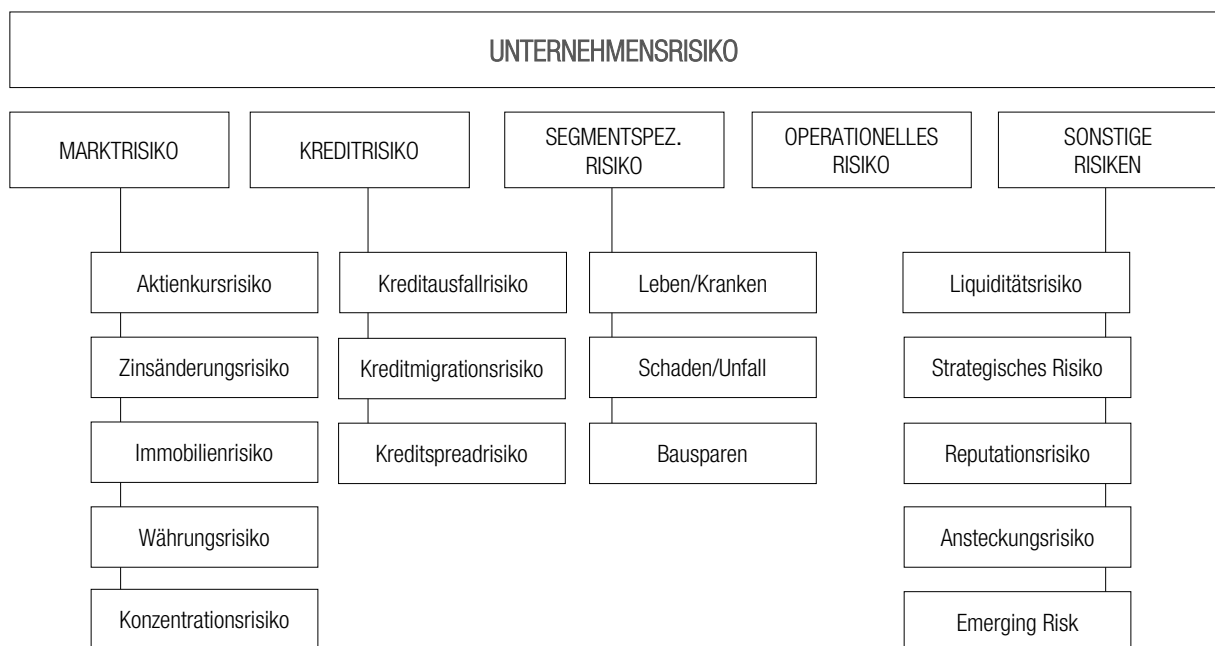 UNTERNEHMENSRISIKO
MARKTRISIKO
KREDITRISIKO
SEGMENTSPEZ.
RISIKO
OPERATIONELLES
RISIKO
SONSTIGE
RISIKEN
Aktienkursrisiko
Zinsänderungsrisiko
Immobilienrisiko
Währungsrisiko
Konzentrationsrisiko
Kreditausfallrisiko
Kreditmigrationsrisiko
Kreditspreadrisiko
Leben/Kranken
Schaden/Unfall
Bausparen
Liquiditätsrisiko
Strategisches Risiko
Reputationsrisiko
Ansteckungsrisiko
Emerging Risk